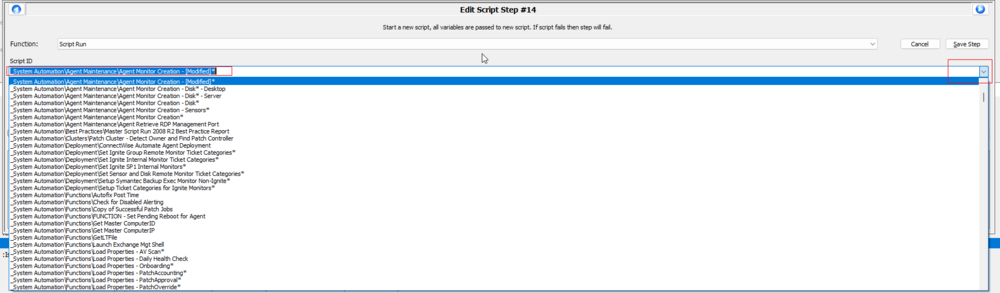 Edit Script Step #14
Start a new script, all variables are passed to new script. If script fails then step will fail.
Function: Script Run Cancel Save Step
Script ID
_System Automation\Agent Maintenance\Agent Monitor Creation - [Modified]*
_System Automation\Agent Maintenance\Agent Monitor Creation - [Modified]*
_System Automation\Agent Maintenance\Agent Monitor Creation - Disk* - Desktop
_System Automation\Agent Maintenance\Agent Monitor Creation - Disk* - Server
_System Automation\Agent Maintenance\Agent Monitor Creation - Disk*
_System Automation\Agent Maintenance\Agent Monitor Creation - Sensors*
_System Automation\Agent Maintenance\Agent Monitor Creation*
_System Automation\Agent Maintenance\Agent Retrieve RDP Management Port
_System Automation\Best Practices\Master Script Run 2008 R2 Best Practice Report
_System Automation\Clusters\Patch Cluster - Detect Owner and Find Patch Controller
_System Automation\Deployment\ConnectWise Automate Agent Deployment
_System Automation\Deployment\Set Ignite Group Remote Monitor Ticket Categories*
_System Automation\Deployment\Set Ignite Internal Monitor Ticket Categories*
_System Automation\Deployment\Set Ignite SP1 Internal Monitors*
_System Automation\Deployment\Set Sensor and Disk Remote Monitor Ticket Categories*
_System Automation\Deployment\Setup Symantec Backup Exec Monitor Non-Ignite*
_System Automation\Deployment\Setup Ticket Categories for Ignite Monitors*
_System Automation\Functions\Autofix Post Time
_System Automation\Functions\Check for Disabled Alerting
_System Automation\Functions\Copy of Successful Patch Jobs
_System Automation\Functions\FUNCTION - Set Pending Reboot for Agent
_System Automation\Functions\Get Master ComputerID
_System Automation\Functions\Get Master ComputerIP
_System Automation\Functions\GetLTFile
_System Automation\Functions\Launch Exchange Mgt Shell
_System Automation\Functions\Load Properties - AV Scan*
_System Automation\Functions\Load Properties - Daily Health Check
_System Automation\Functions\Load Properties - Onboarding*
_System Automation\Functions\Load Properties - PatchAccounting*
_System Automation\Functions\Load Properties - PatchApproval*
_System Automation\Functions\Load Properties - PatchOverride*